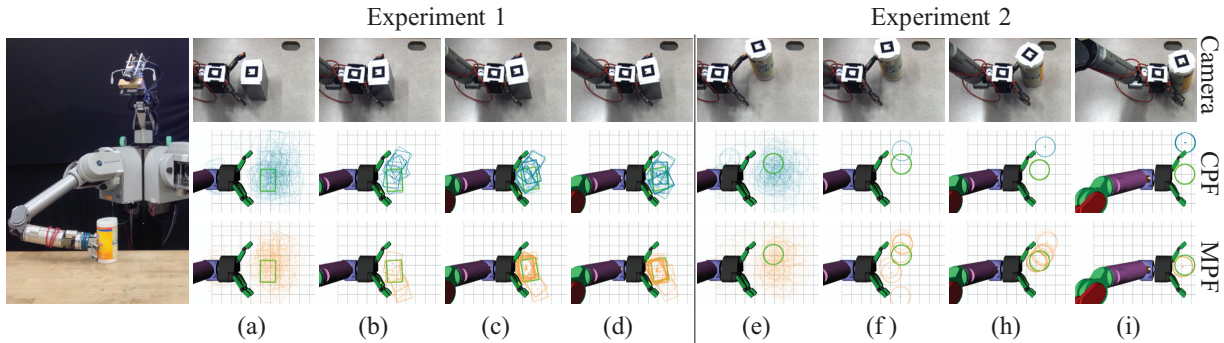 Experiment 1
Experiment 2
Camera
CPF
MPF
(a)
(b)
(c)
(d)
(e)
(f)
(h)
(i)